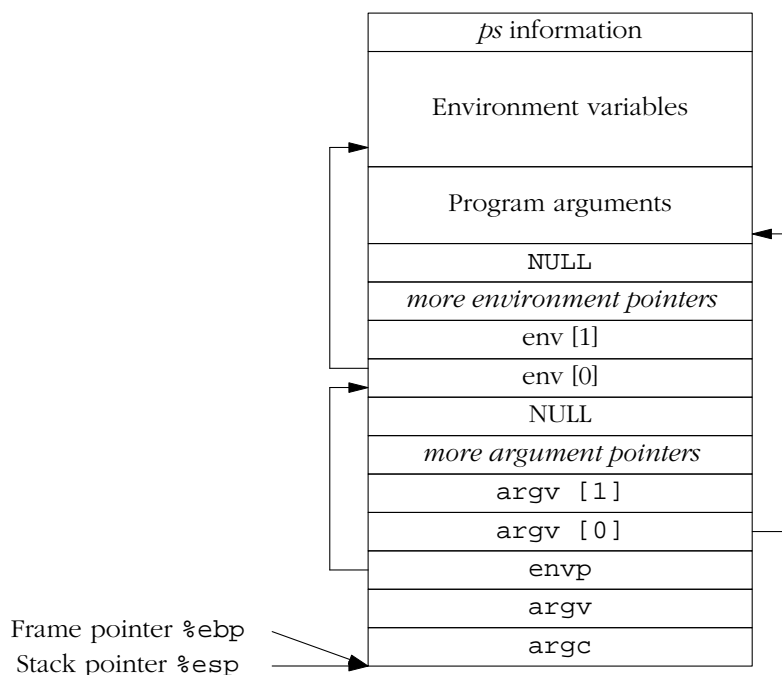 ps information
Environment variables
Program arguments
NULL
more environment pointers
env [1]
env [0]
NULL
more argument pointers
argv [1]
argv [0]
envp
argv
argc
Frame pointer %ebp
Stack pointer %esp